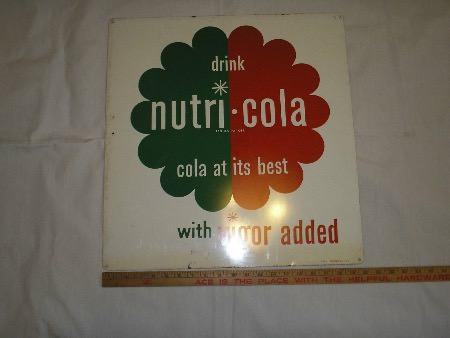 drink
nutri·cola
cola at its best
with vigor added
ACE IS THE PLACE WITH THE HELPFUL HARDWARE